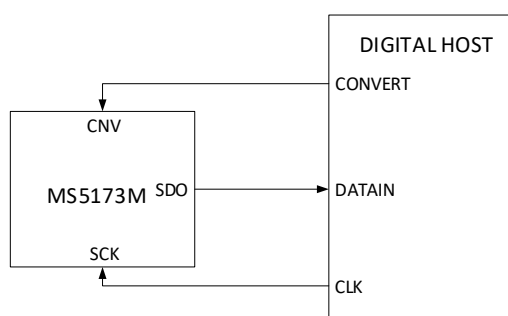 DIGITAL HOST
CONVERT
CNV
SDO
MS5173M
DATAIN
SCK
CLK